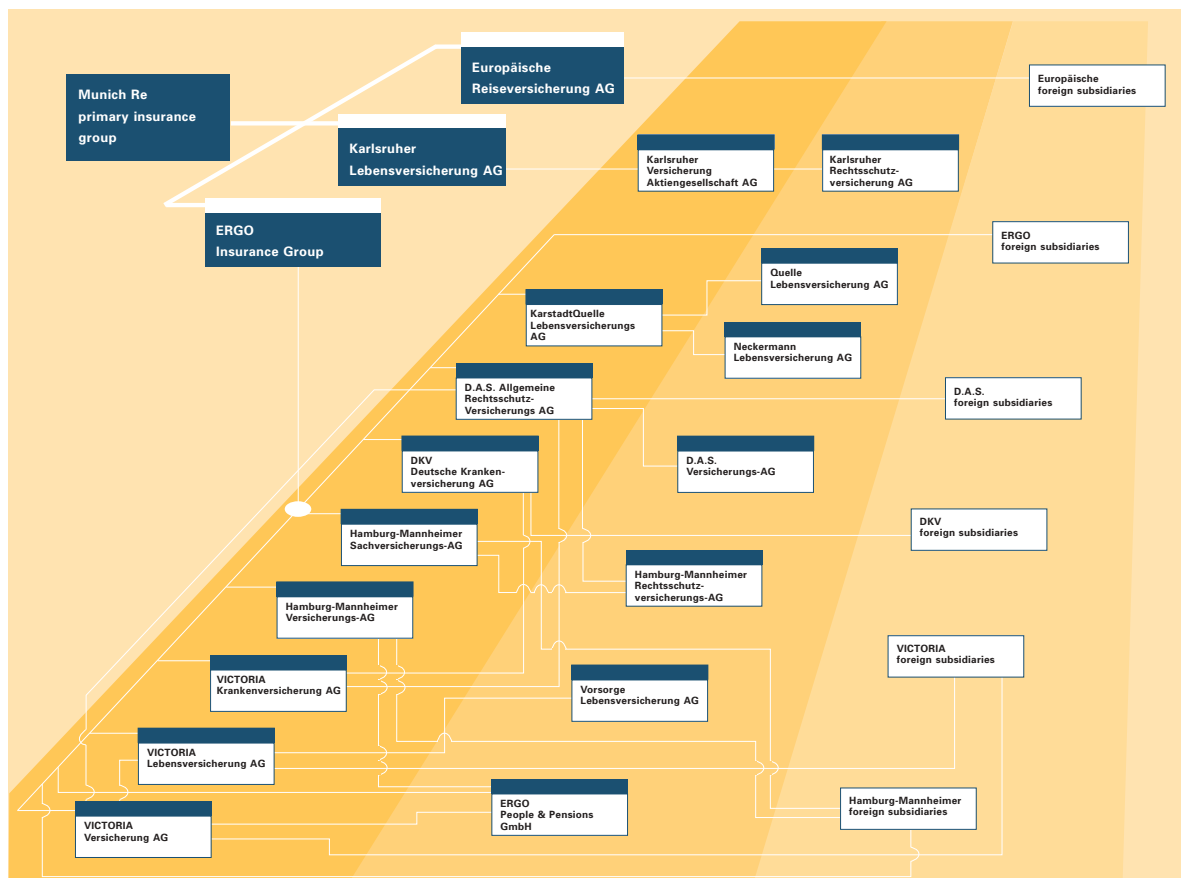 Europäische
Reiseversicherung AG
Europäische
foreign subsidiaries
Munich Re
primary insurance
group
Karlsruher
Lebensversicherung AG
Karlsruher
Versicherung
Aktiengesellschaft AG
Karlsruher
Rechtsschutz-
versicherung AG
ERGO
Insurance Group
ERGO
foreign subsidiaries
Quelle
Lebensversicherung AG
KarstadtQuelle
Lebensversicherungs
AG
Neckermann
Lebensversicherung AG
D.A.S. Allgemeine
Rechtsschutz-
Versicherungs AG
D.A.S.
foreign subsidiaries
DKV
Deutsche Kranken-
versicherung AG
D.A.S.
Versicherungs-AG
Hamburg-Mannheimer
Sachversicherungs-AG
DKV
foreign subsidiaries
Hamburg-Mannheimer
Rechtsschutz-
versicherungs-AG
Hamburg-Mannheimer
Versicherungs-AG
VICTORIA
foreign subsidiaries
VICTORIA
Krankenversicherung AG
Vorsorge
Lebensversicherung AG
VICTORIA
Lebensversicherung AG
ERGO
People & Pensions
GmbH
Hamburg-Mannheimer
foreign subsidiaries
VICTORIA
Versicherung AG